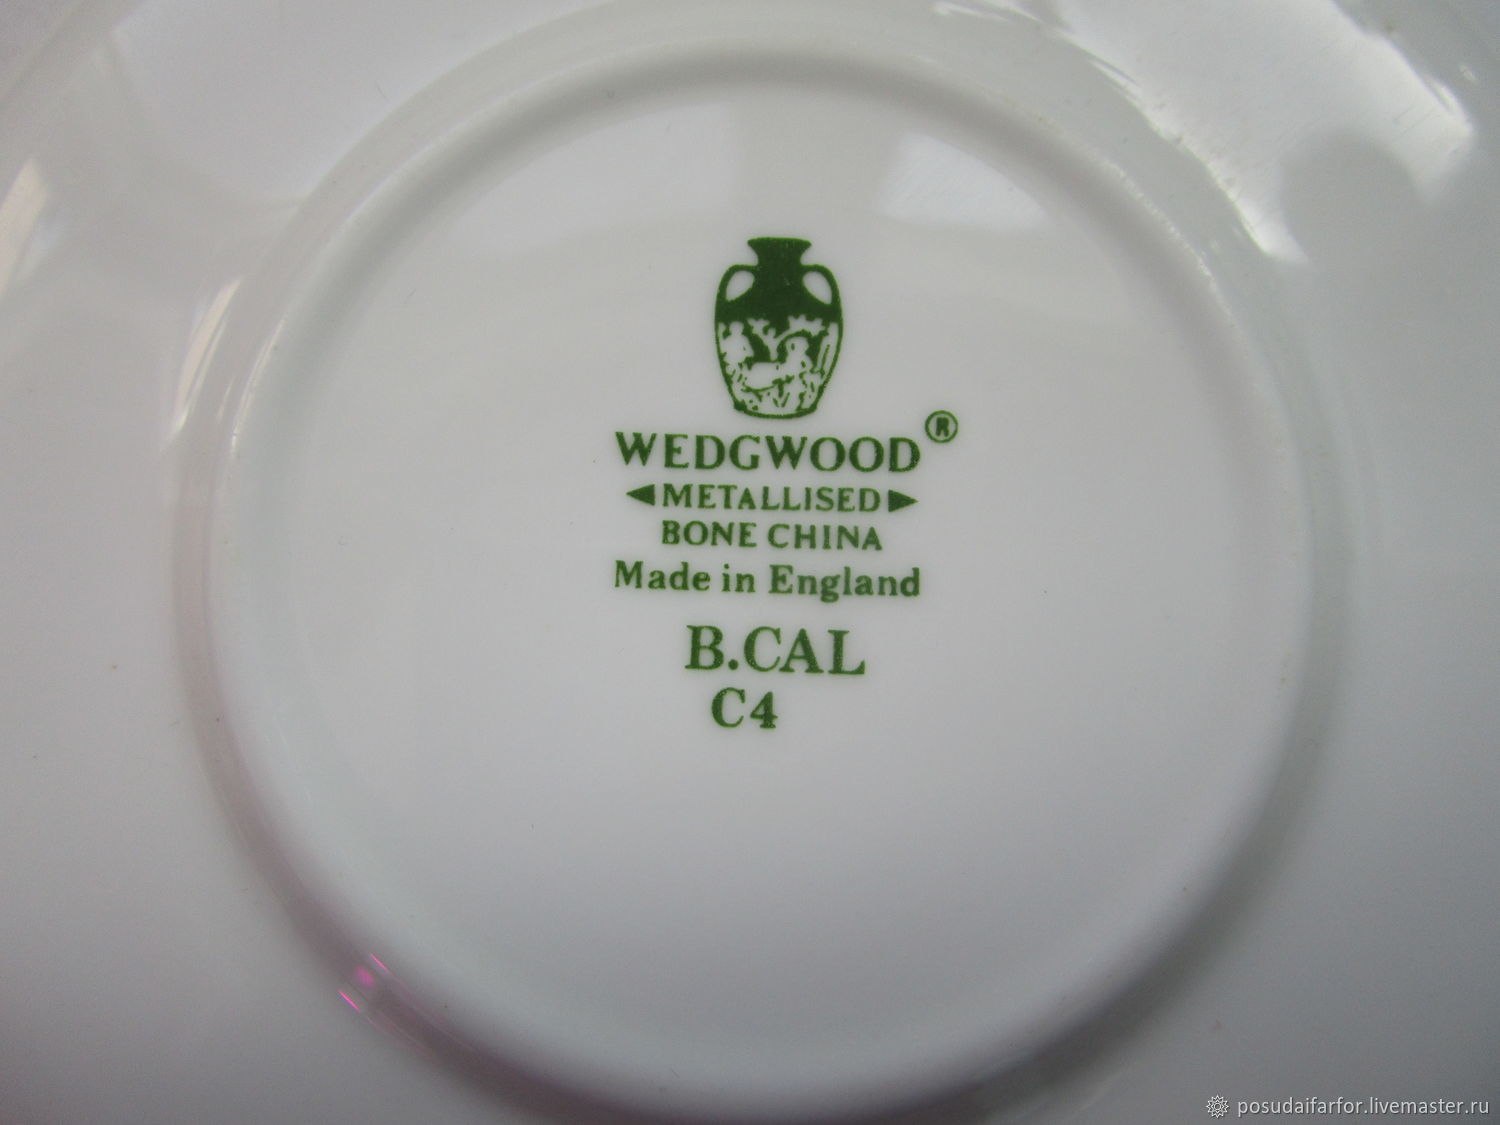 WEDGWOOD®
◀METALLISED▶
BONE CHINA
Made in England
B.CAL
C4
posudaifarfor.livemaster.ru